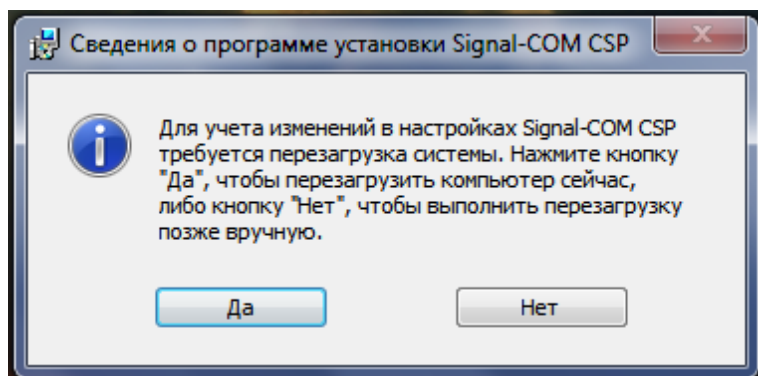 Сведения о программе установки Signal-COM CSP
Для учета изменений в настройках Signal-COM CSP
требуется перезагрузка системы. Нажмите кнопку
"Да", чтобы перезагрузить компьютер сейчас,
либо кнопку "Нет", чтобы выполнить перезагрузку
позже вручную.
Да
Нет